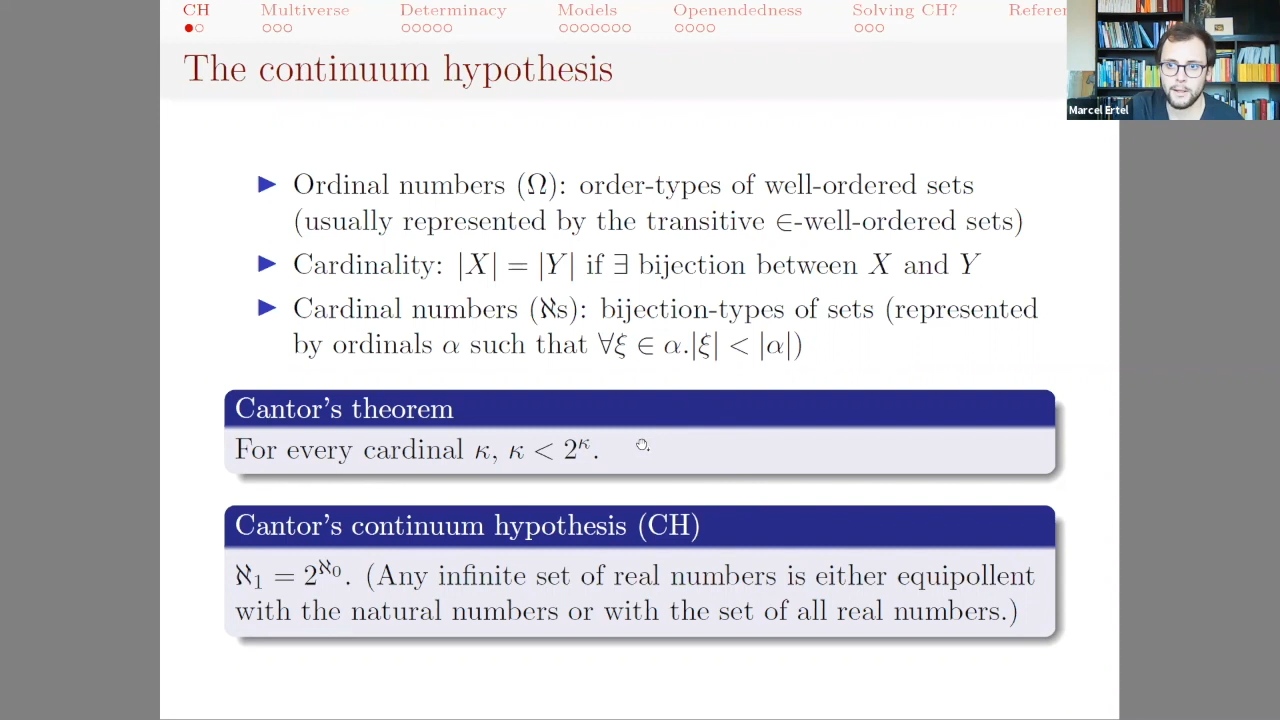 CH Multiverse Determinacy Models Openendedness Solving CH? Refere
The continuum hypothesis
Marcel Ertel
▶ Ordinal numbers (Ω): order-types of well-ordered sets
(usually represented by the transitive ∈-well-ordered sets)
▶ Cardinality: |X| = |Y| if ∃ bijection between X and Y
▶ Cardinal numbers (ℵs): bijection-types of sets (represented
by ordinals α such that ∀ξ ∈ α.|ξ| < |α|)
Cantor's theorem
For every cardinal κ, κ < 2^κ.
Cantor's continuum hypothesis (CH)
ℵ₁ = 2^ℵ₀. (Any infinite set of real numbers is either equipollent
with the natural numbers or with the set of all real numbers.)